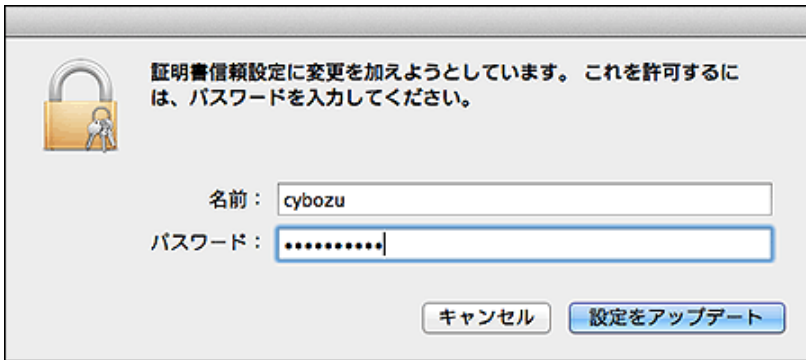 証明書信頼設定に変更を加えようとしています。 これを許可するに
は、パスワードを入力してください。
名前： cybozu
パスワード： ••••••••••
キャンセル 設定をアップデート